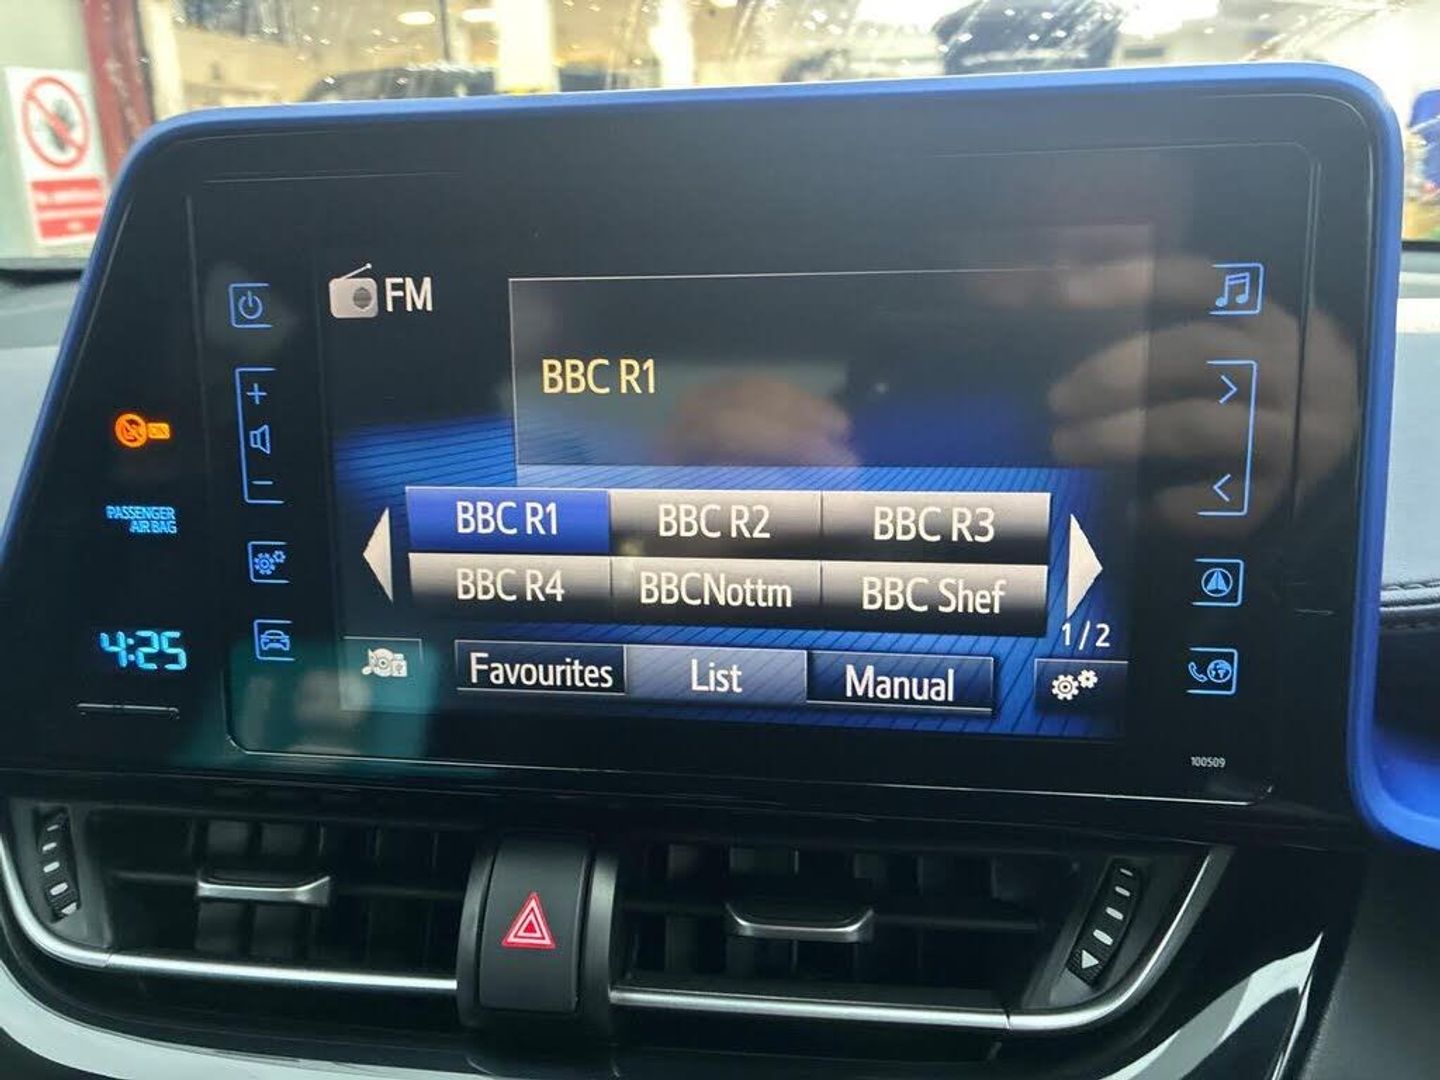 FM
BBC R1
BBC R1 BBC R2 BBC R3
BBC R4 BBCNottm BBC Shef
1 / 2
Favourites List Manual
ON
PASSENGER
AIR BAG
4:25
100509